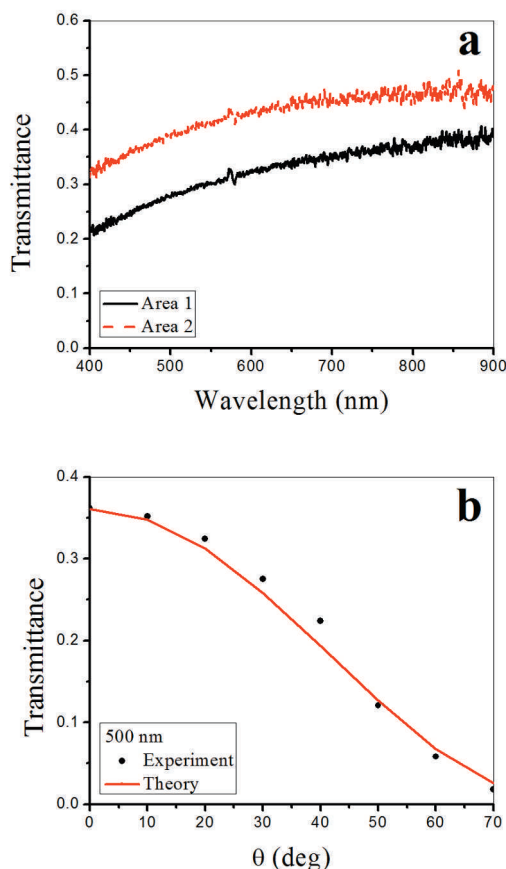 a
Transmittance
0.6
0.5
0.4
0.3
0.2
0.1
0.0
Area 1
Area 2
400 500 600 700 800 900
Wavelength (nm)
b
Transmittance
0.4
0.3
0.2
0.1
0.0
500 nm
Experiment
Theory
0 10 20 30 40 50 60 70
θ (deg)